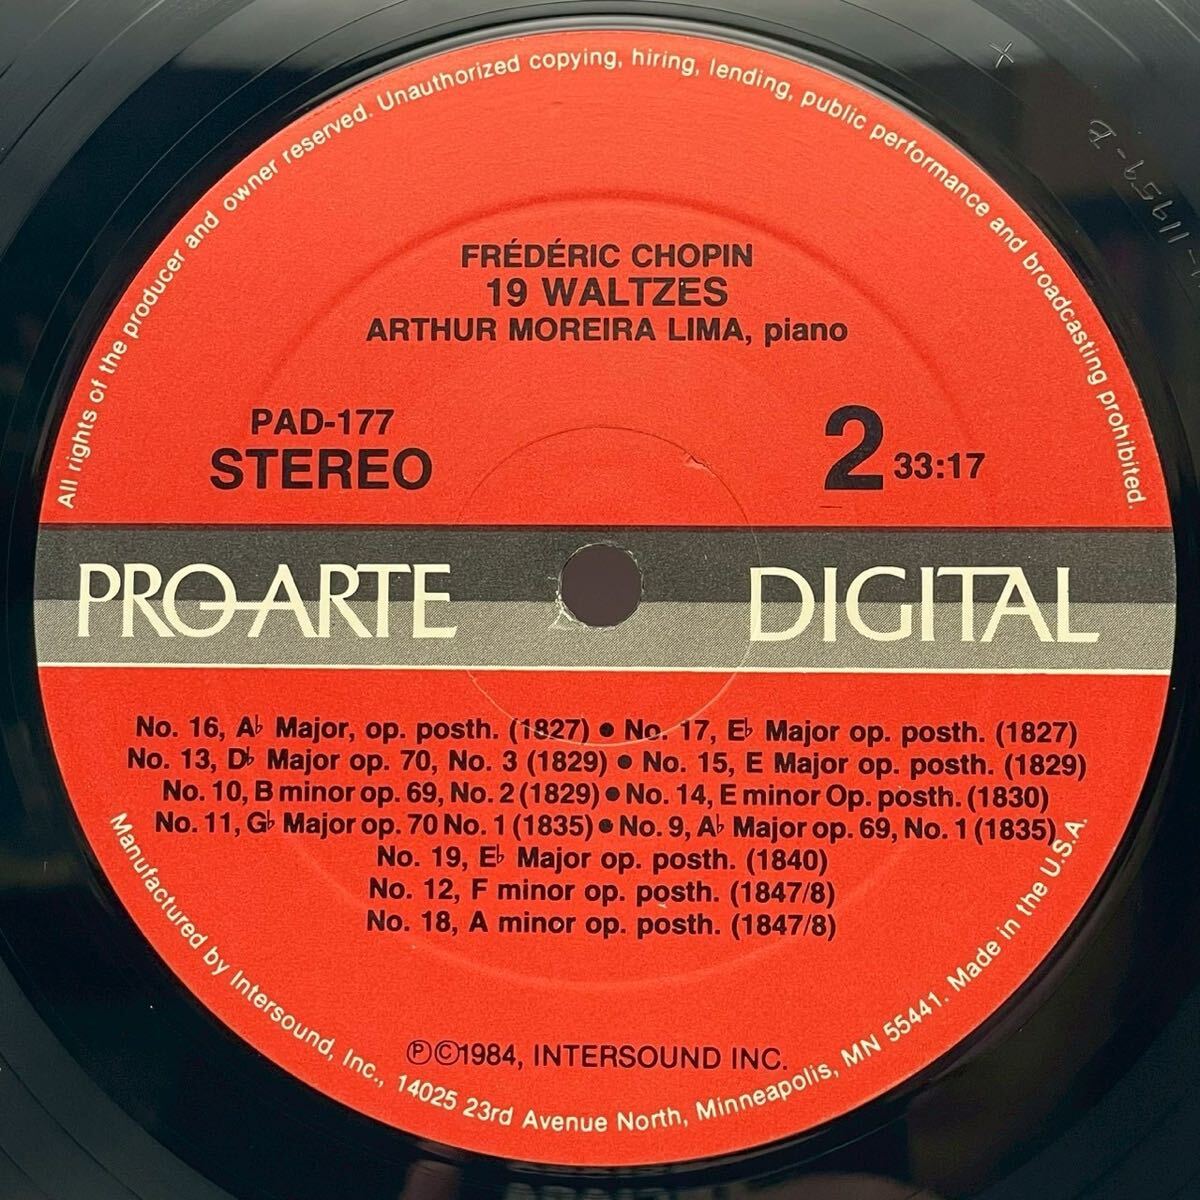 All rights of the producer and owner reserved. Unauthorized copying, hiring, lending, public performance and broadcasting prohibited.
FRÉDÉRIC CHOPIN
19 WALTZES
ARTHUR MOREIRA LIMA, piano
PAD-177
STEREO
2 33:17
PRO-ARTE DIGITAL
No. 16, A♭ Major, op. posth. (1827) ● No. 17, E♭ Major op. posth. (1827)
No. 13, D♭ Major op. 70, No. 3 (1829) ● No. 15, E Major op. posth. (1829)
No. 10, B minor op. 69, No. 2 (1829) ● No. 14, E minor Op. posth. (1830)
No. 11, G♭ Major op. 70 No. 1 (1835) ● No. 9, A♭ Major op. 69, No. 1 (1835)
No. 19, E♭ Major op. posth. (1840)
No. 12, F minor op. posth. (1847/8)
No. 18, A minor op. posth. (1847/8)
℗©1984, INTERSOUND INC.
Manufactured by Intersound, Inc., 14025 23rd Avenue North, Minneapolis, MN 55441. Made in the U.S.A.